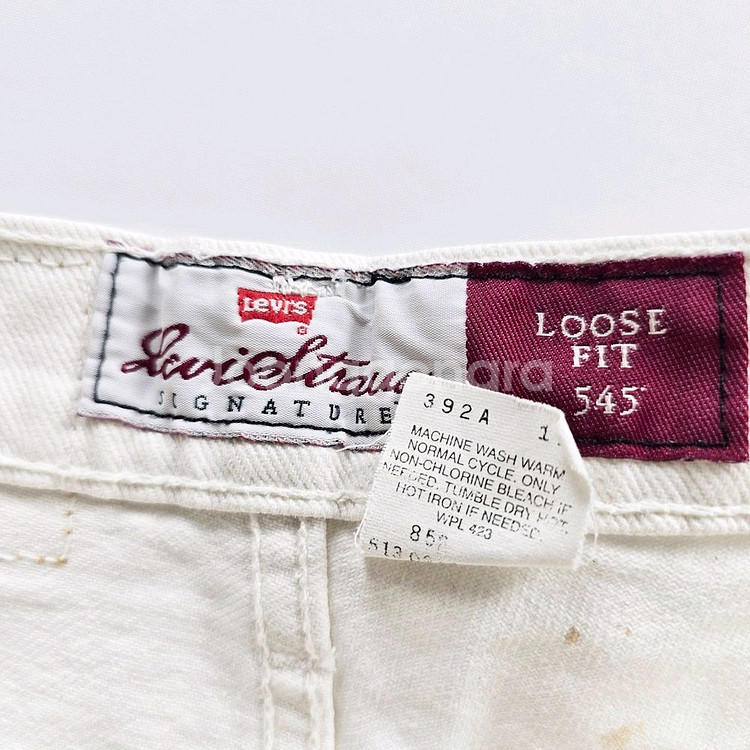 Levi's
Levi Strauss
SIGNATURE
LOOSE
FIT
545
392A 1
MACHINE WASH WARM
NORMAL CYCLE. ONLY
NON-CHLORINE BLEACH IF
NEEDED. TUMBLE DRY HOT.
HOT IRON IF NEEDED
WPL 423